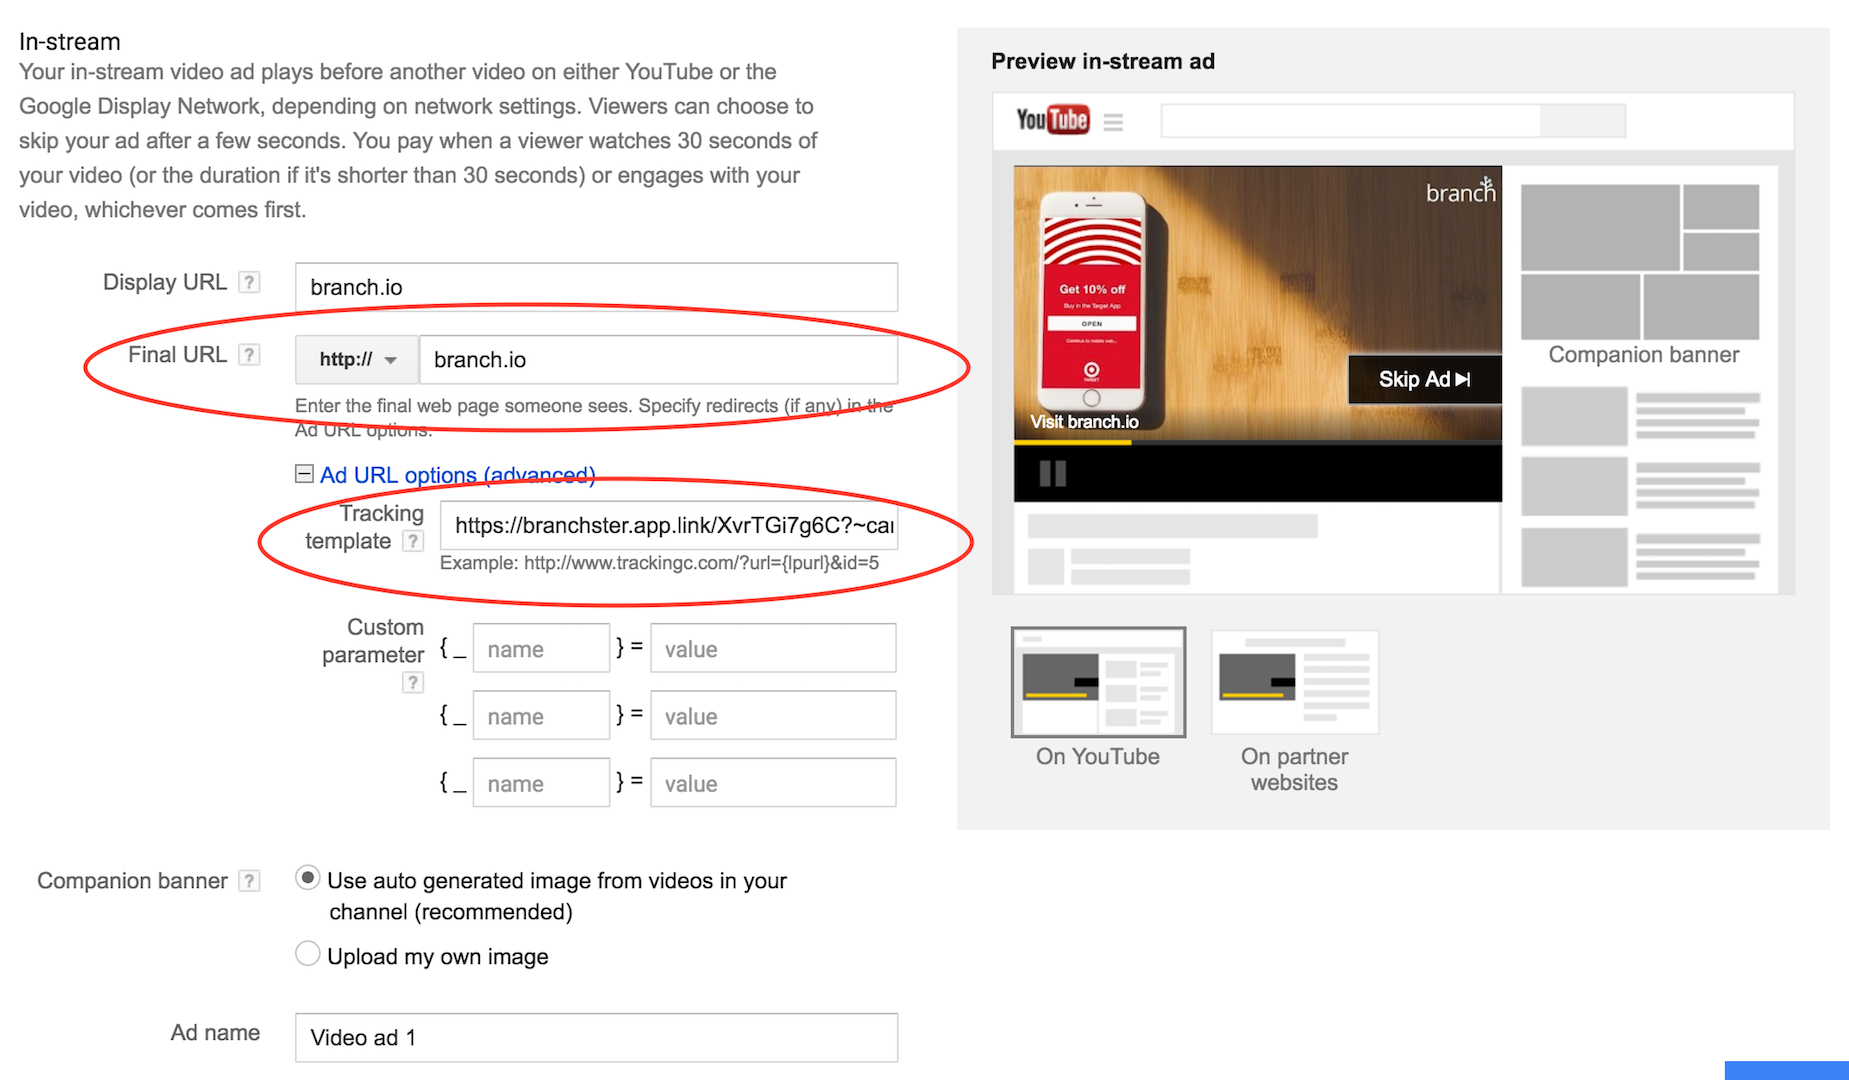 In-stream
Your in-stream video ad plays before another video on either YouTube or the
Google Display Network, depending on network settings. Viewers can choose to
skip your ad after a few seconds. You pay when a viewer watches 30 seconds of
your video (or the duration if it's shorter than 30 seconds) or engages with your
video, whichever comes first.
Display URL ? branch.io
Final URL ? http:// branch.io
Enter the final web page someone sees. Specify redirects (if any) in the
Ad URL options.
Ad URL options (advanced)
Tracking
template ?
https://branchster.app.link/XvrTGi7g6C?~car
Example: http://www.trackingc.com/?url={lpurl}&id=5
Custom
parameter
?
{ _ name } = value
{ _ name } = value
{ _ name } = value
Companion banner ? Use auto generated image from videos in your
channel (recommended)
Upload my own image
Ad name Video ad 1
Preview in-stream ad
YouTube
branch
Get 10% off
Buy in the Target App
OPEN
Continue to mobile web...
TARGET
Skip Ad
Visit branch.io
Companion banner
On YouTube
On partner
websites